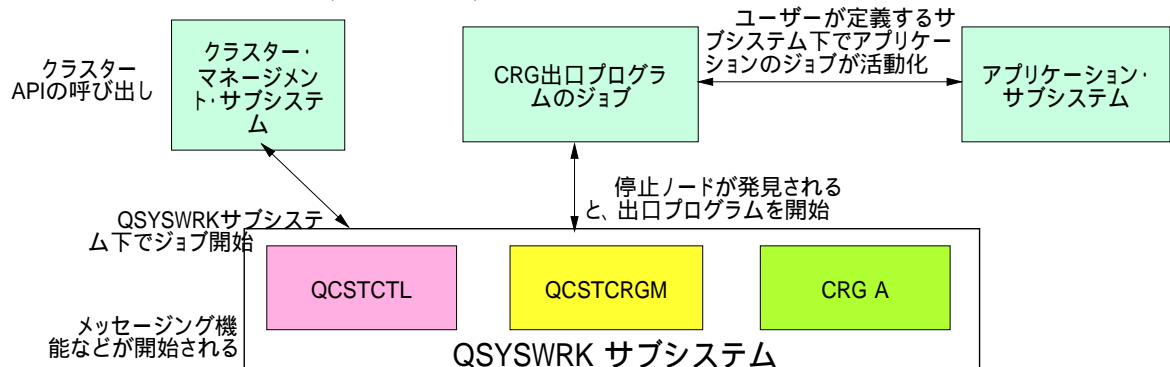 クラスター
APIの呼び出し
クラスター・
マネージメン
ト・サブシステ
ム
CRG出口プログラ
ムのジョブ
ユーザーが定義するサ
ブシステム下でアプリケー
ションのジョブが活動化
アプリケーション・
サブシステム
停止ノードが発見される
と、出口プログラムを開始
QSYSWRKサブシステ
ム下でジョブ開始
QCSTCTL
QCSTCRGM
CRG A
メッセージング機
能などが開始される
QSYSWRK サブシステム